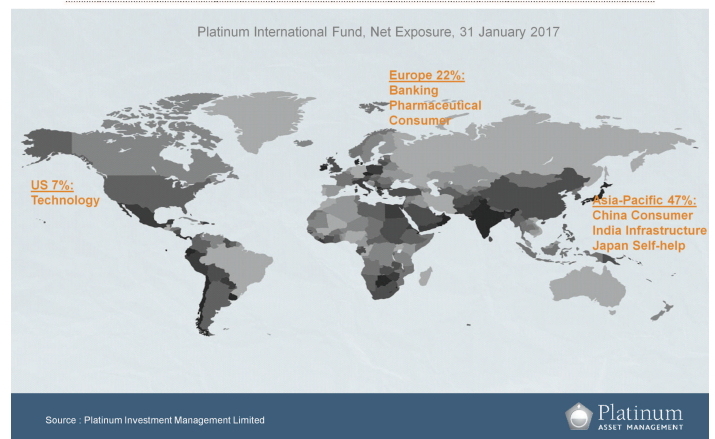 Platinum International Fund, Net Exposure, 31 January 2017
Europe 22%:
Banking
Pharmaceutical
Consumer
US 7%:
Technology
Asia-Pacific 47%:
China Consumer
India Infrastructure
Japan Self-help
Source : Platinum Investment Management Limited
Platinum
ASSET MANAGEMENT